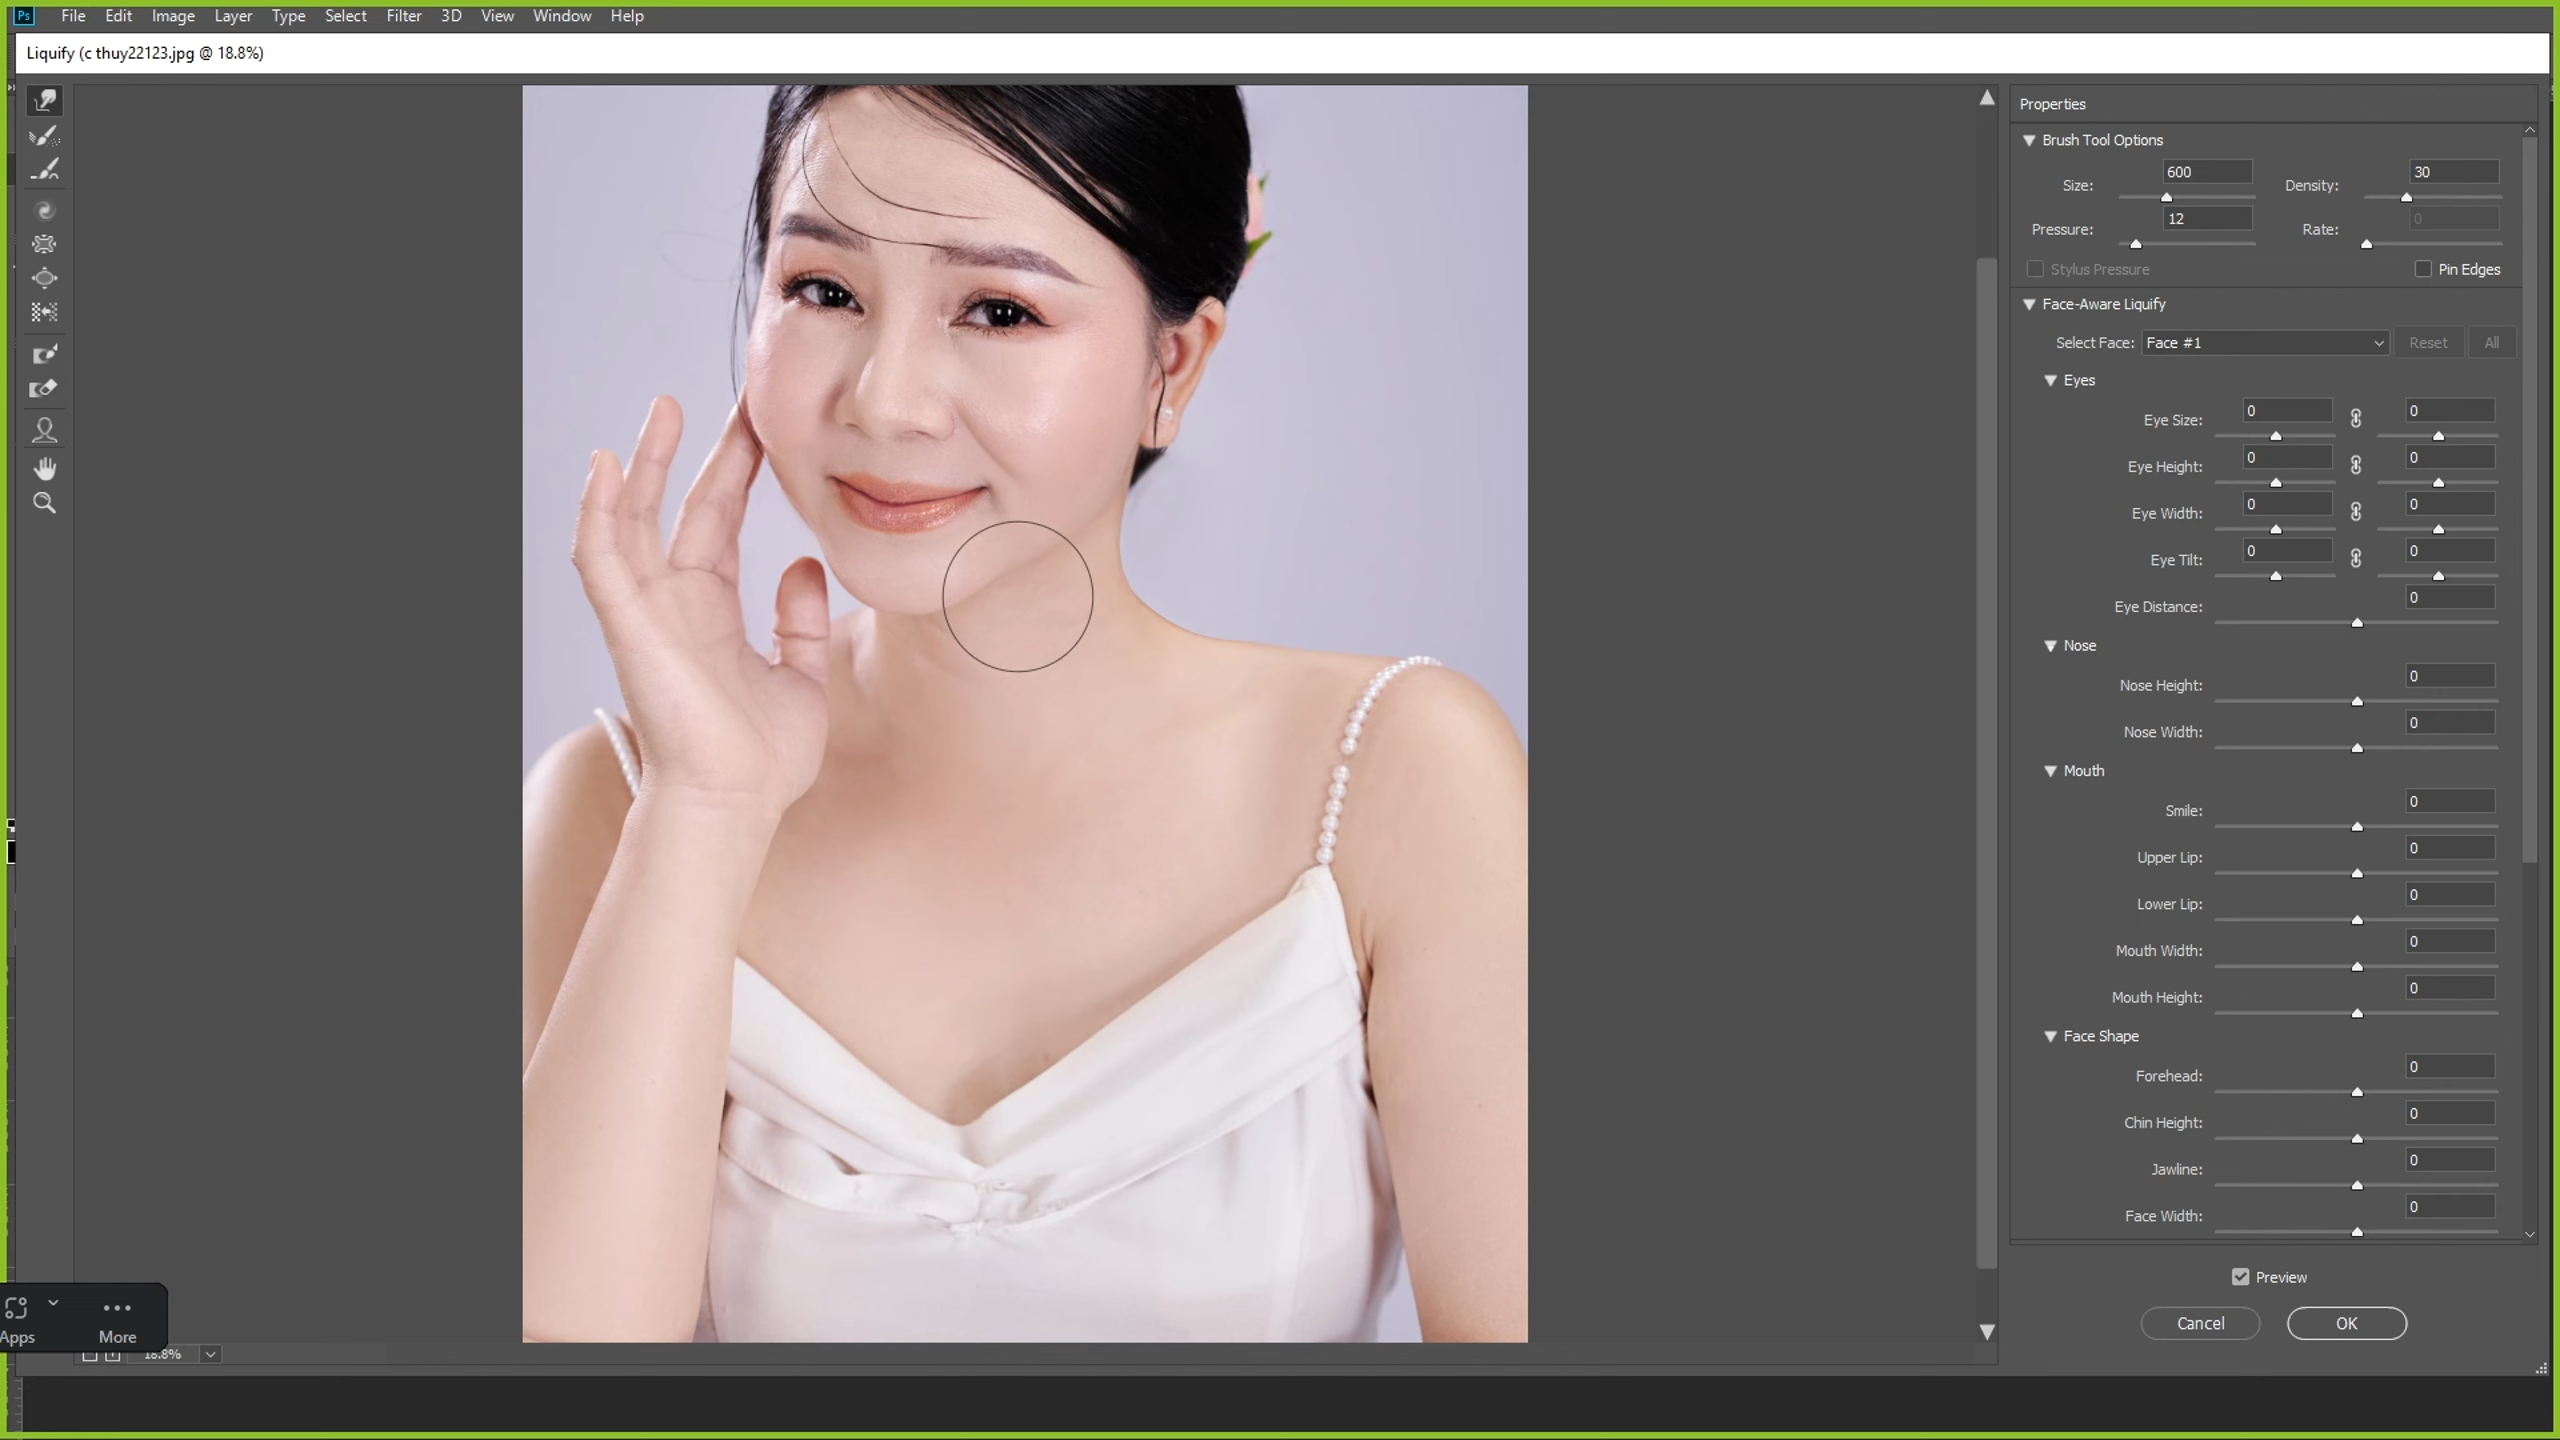 Ps File Edit Image Layer Type Select Filter 3D View Window Help
Liquify (c thuy22123.jpg @ 18.8%)
Properties
Brush Tool Options
Size: 600 Density: 30
Pressure: 12 Rate: 0
Stylus Pressure Pin Edges
Face-Aware Liquify
Select Face: Face #1 Reset All
Eyes
Eye Size: 0 0
Eye Height: 0 0
Eye Width: 0 0
Eye Tilt: 0 0
Eye Distance: 0
Nose
Nose Height: 0
Nose Width: 0
Mouth
Smile: 0
Upper Lip: 0
Lower Lip: 0
Mouth Width: 0
Mouth Height: 0
Face Shape
Forehead: 0
Chin Height: 0
Jawline: 0
Face Width: 0
Preview
Cancel OK
Apps More
18.8%